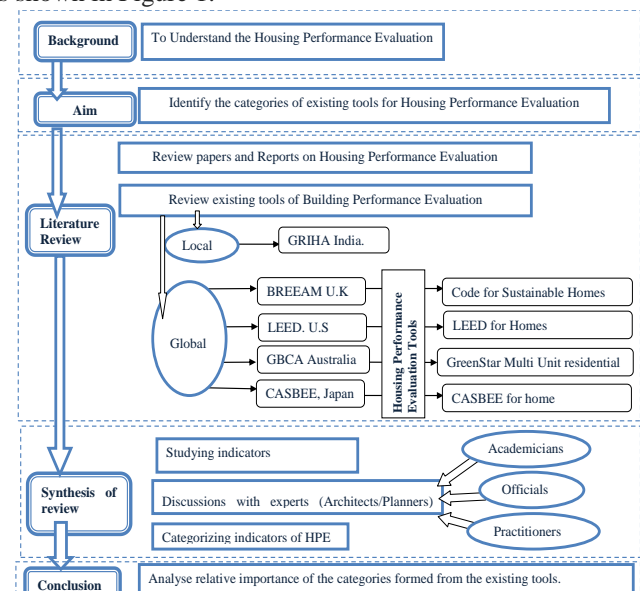 s shown in Figure 1.
Background
To Understand the Housing Performance Evaluation
Aim
Identify the categories of existing tools for Housing Performance Evaluation
Review papers and Reports on Housing Performance Evaluation
Review existing tools of Building Performance Evaluation
Literature
Review
Local
GRIHA India.
Global
BREEAM U.K
LEED. U.S
GBCA Australia
CASBEE, Japan
Housing Performance
Evaluation Tools
Code for Sustainable Homes
LEED for Homes
GreenStar Multi Unit residential
CASBEE for home
Synthesis of
review
Studying indicators
Discussions with experts (Architects/Planners)
Categorizing indicators of HPE
Academicians
Officials
Practitioners
Conclusion
Analyse relative importance of the categories formed from the existing tools.